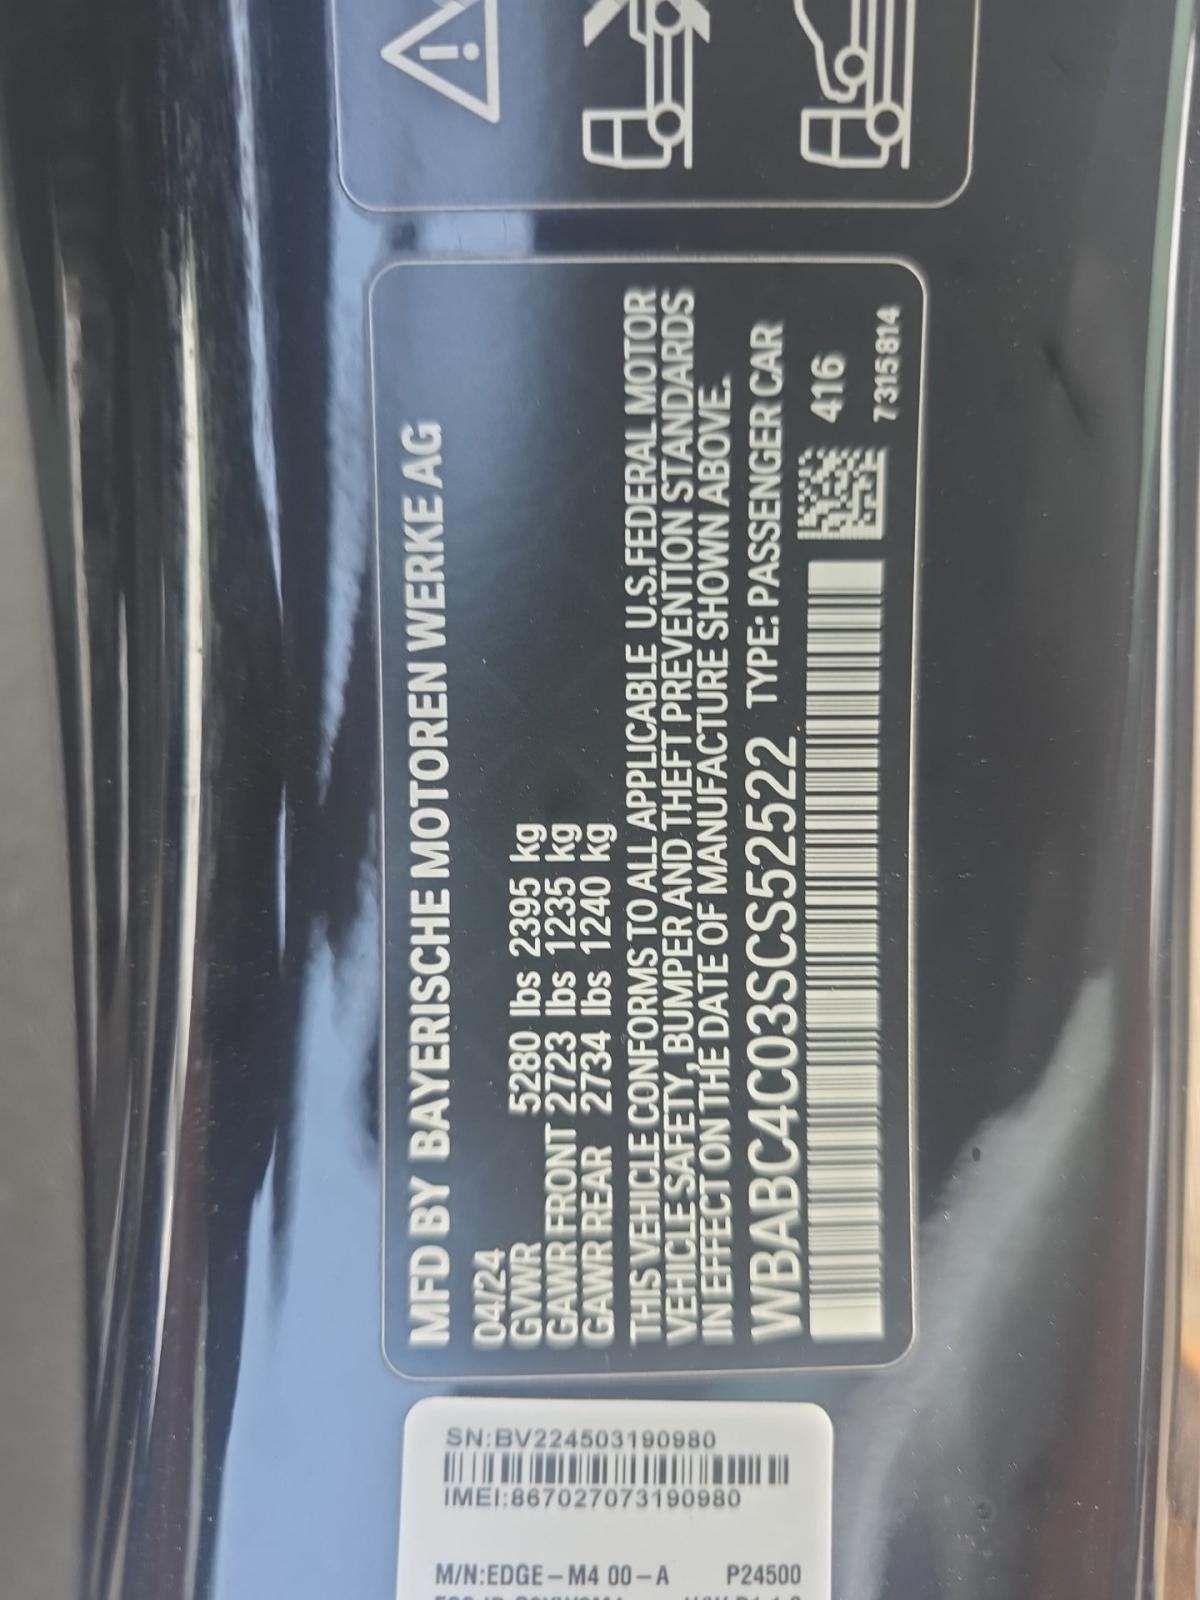 MFD BY BAYERISCHE MOTOREN WERKE AG
04/24
GVWR 5280 lbs 2395 kg
GAWR FRONT 2723 lbs 1235 kg
GAWR REAR 2734 lbs 1240 kg
THIS VEHICLE CONFORMS TO ALL APPLICABLE U.S.FEDERAL MOTOR
VEHICLE SAFETY, BUMPER AND THEFT PREVENTION STANDARDS
IN EFFECT ON THE DATE OF MANUFACTURE SHOWN ABOVE.
WBABC4C03SCS52522 TYPE: PASSENGER CAR
416
7315814
SN:BV224503190980
IMEI:867027073190980
M/N:EDGE-M4 00-A P24500